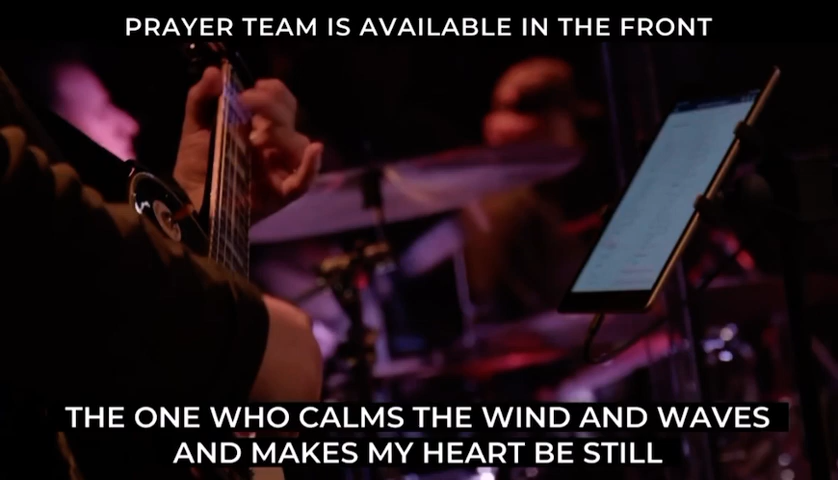 PRAYER TEAM IS AVAILABLE IN THE FRONT
THE ONE WHO CALMS THE WIND AND WAVES
AND MAKES MY HEART BE STILL